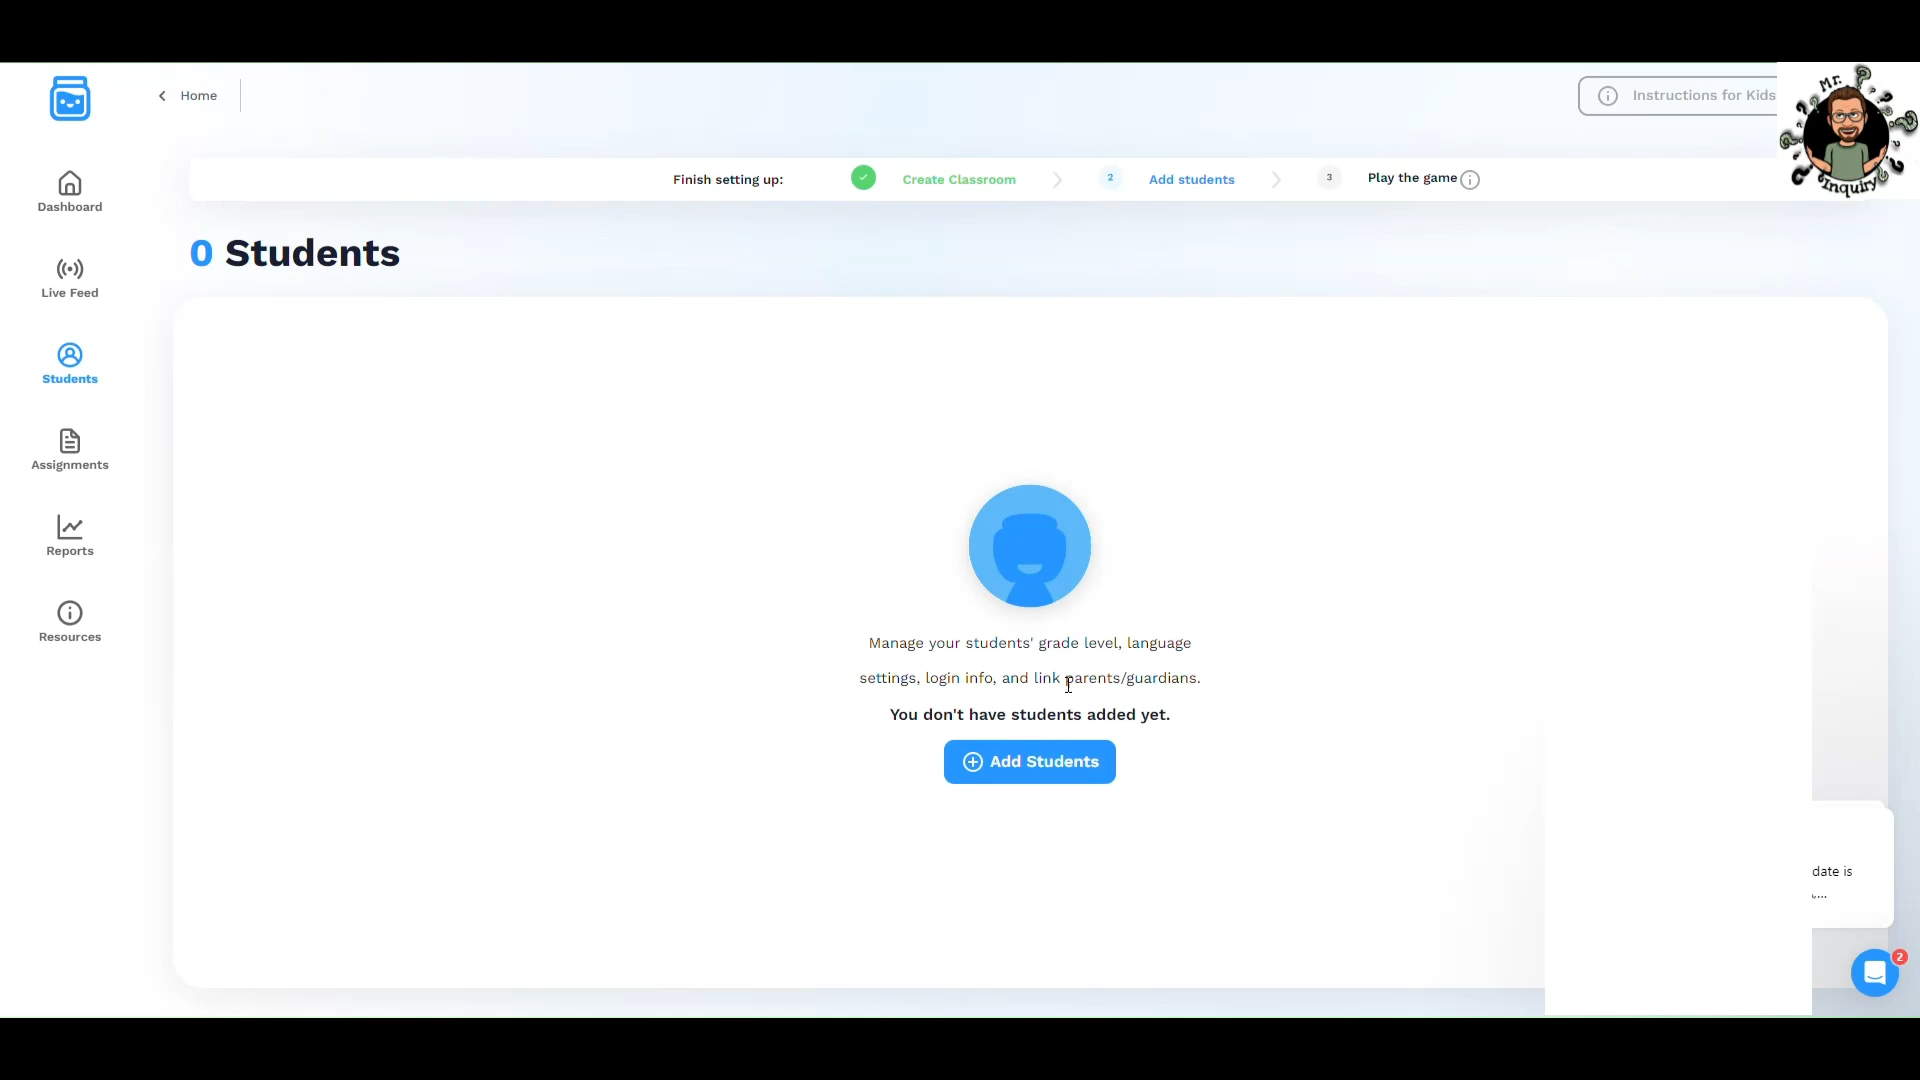 Home
Instructions for Kids
Mr.
Inquiry
Dashboard
Live Feed
Students
Assignments
Reports
Resources
Finish setting up:
Create Classroom
2
Add students
3
Play the game
0 Students
Manage your students' grade level, language
settings, login info, and link parents/guardians.
You don't have students added yet.
Add Students
date is
2